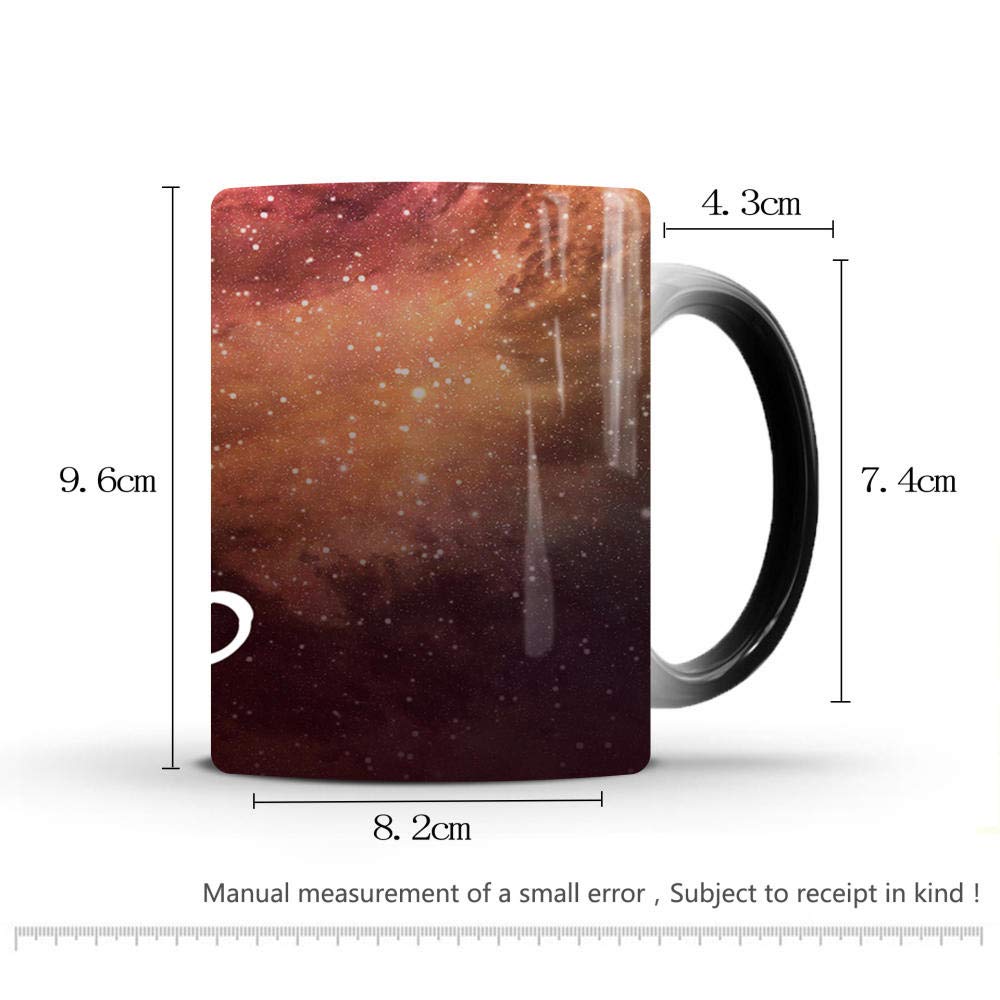 4.3cm
9.6cm
7.4cm
8.2cm
Manual measurement of a small error , Subject to receipt in kind !